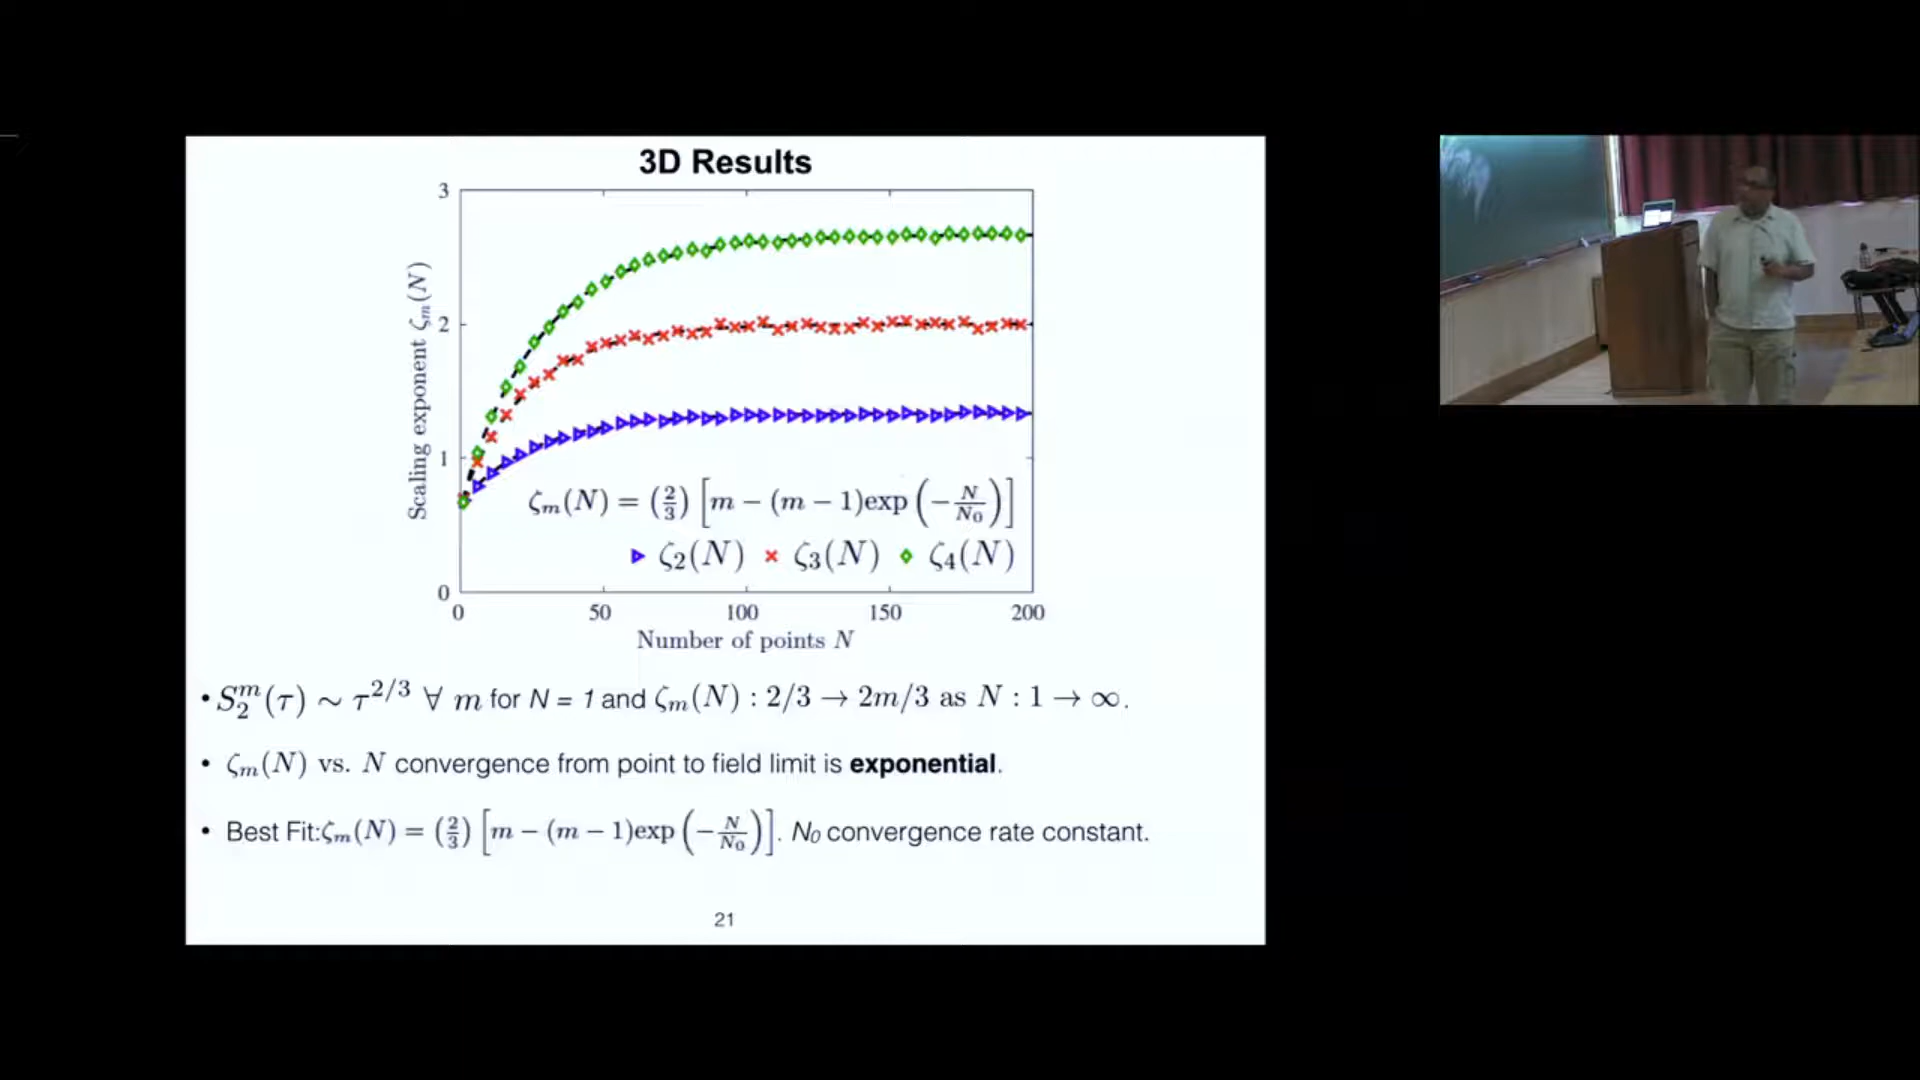 3D Results
3
2
1
0
Scaling exponent ζₘ(N)
ζₘ(N) = (2/3) [m − (m − 1)exp (−N/N₀)]
ζ₂(N) ζ₃(N) ζ₄(N)
0 50 100 150 200
Number of points N
• S₂ᵐ(τ) ∼ τ^{2/3} ∀ m for N = 1 and ζₘ(N) : 2/3 → 2m/3 as N : 1 → ∞.
• ζₘ(N) vs. N convergence from point to field limit is exponential.
• Best Fit:ζₘ(N) = (2/3) [m − (m − 1)exp (−N/N₀)]. N₀ convergence rate constant.
21